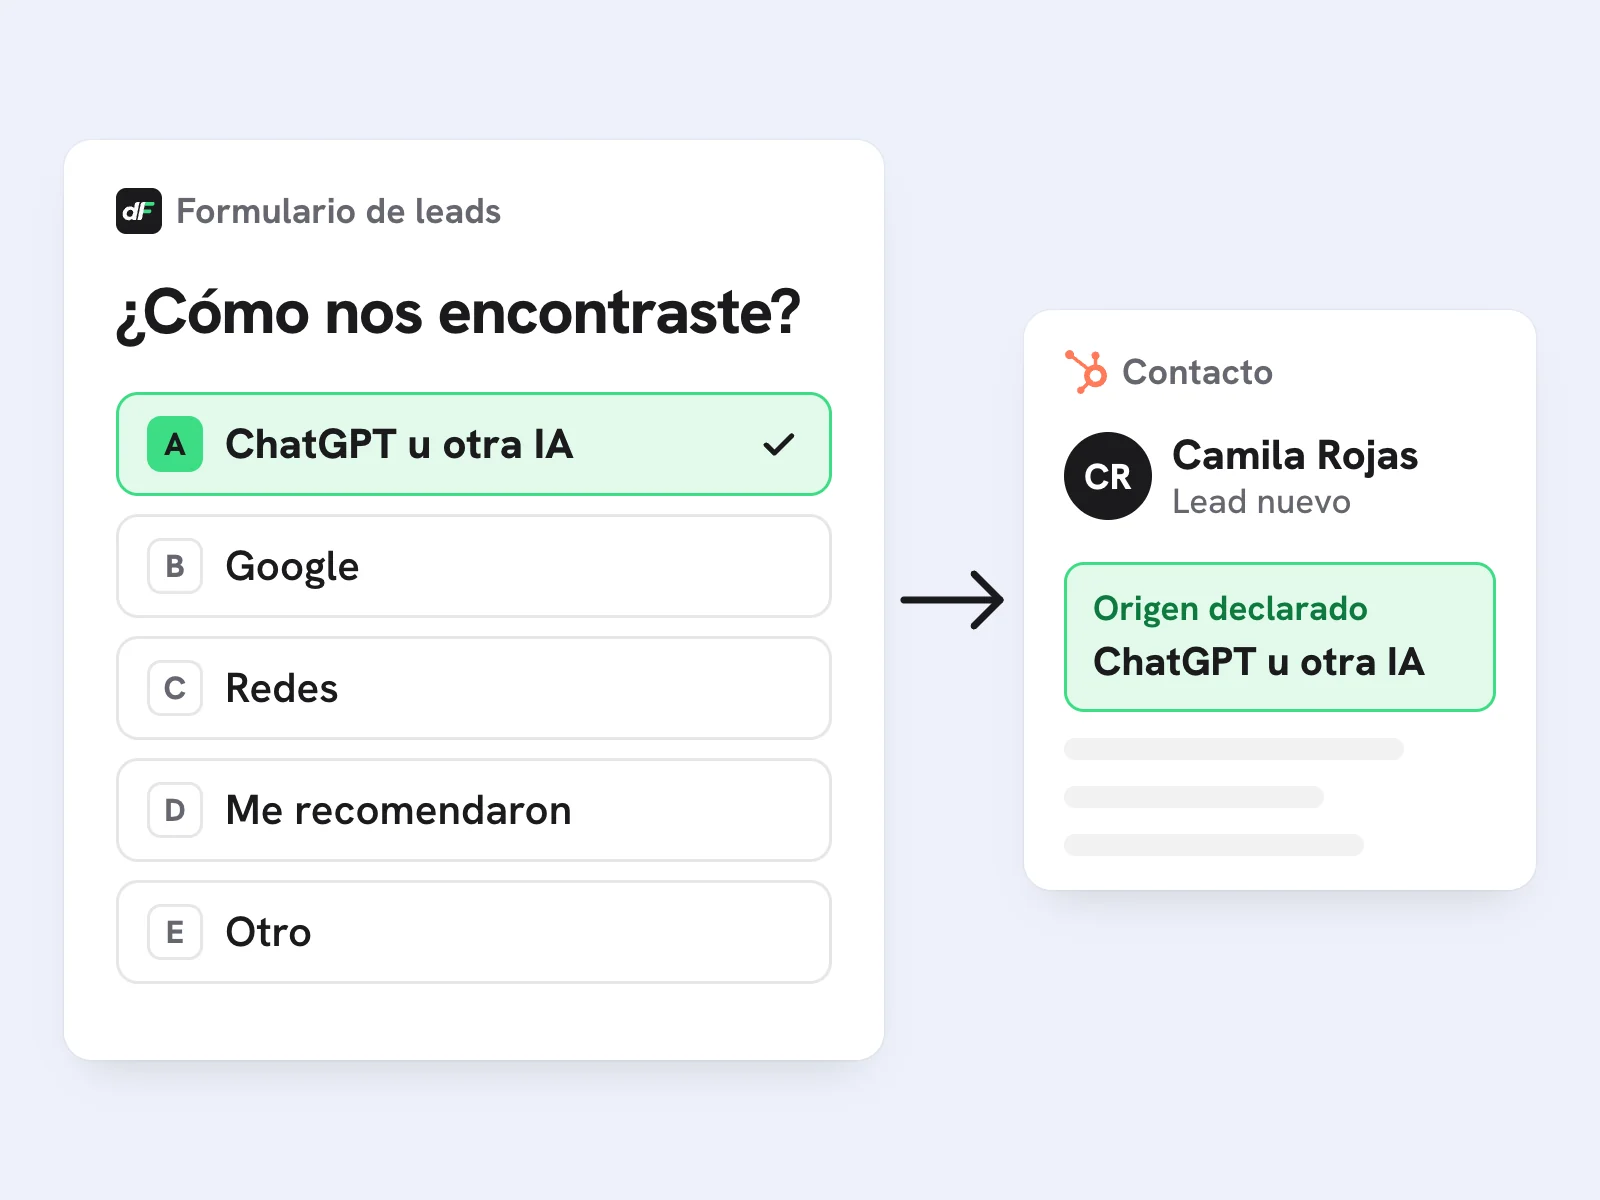 dF Formulario de leads
¿Cómo nos encontraste?
A ChatGPT u otra IA
B Google
C Redes
D Me recomendaron
E Otro
Contacto
CR Camila Rojas
Lead nuevo
Origen declarado
ChatGPT u otra IA